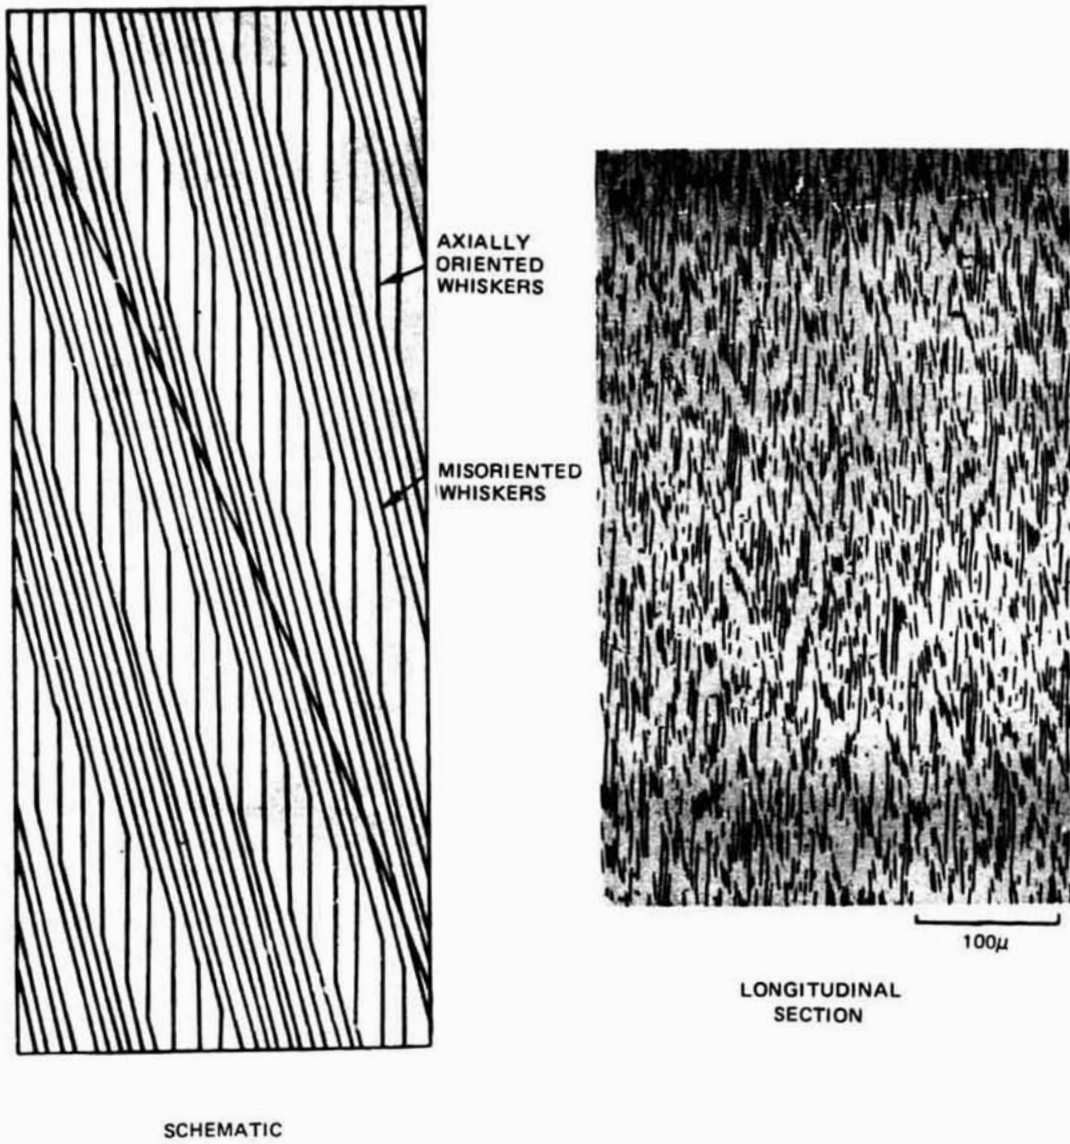 AXIALLY
ORIENTED
WHISKERS
MISORIENTED
WHISKERS
SCHEMATIC
100μ
LONGITUDINAL
SECTION